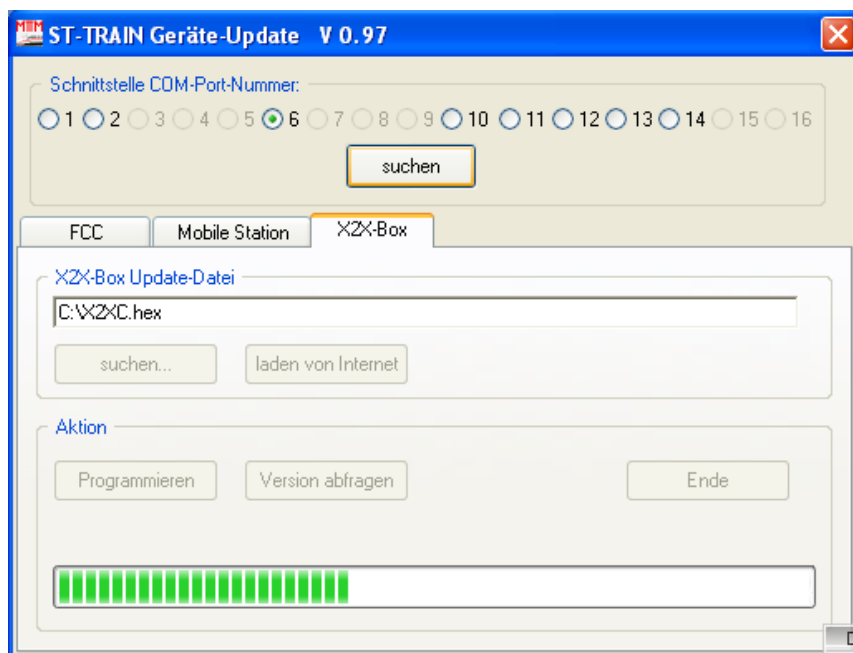 ST-TRAIN Geräte-Update V 0.97
Schnittstelle COM-Port-Nummer:
1 2 3 4 5 6 7 8 9 10 11 12 13 14 15 16
suchen
FCC Mobile Station X2X-Box
X2X-Box Update-Datei
C:\X2XC.hex
suchen... laden von Internet
Aktion
Programmieren Version abfragen Ende